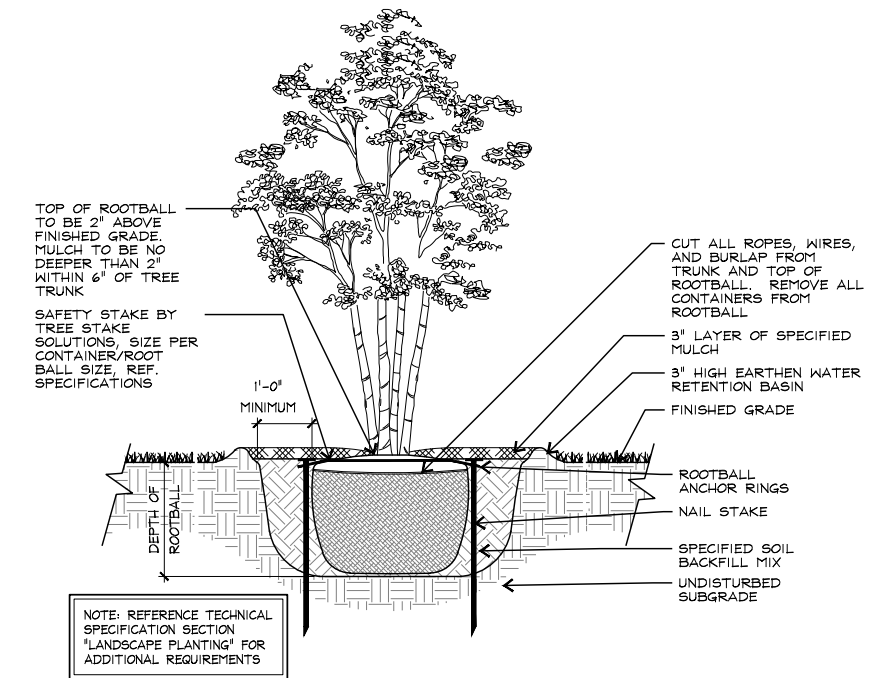 TOP OF ROOTBALL
TO BE 2" ABOVE
FINISHED GRADE.
MULCH TO BE NO
DEEPER THAN 2"
WITHIN 6" OF TREE
TRUNK
SAFETY STAKE BY
TREE STAKE
SOLUTIONS, SIZE PER
CONTAINER/ROOT
BALL SIZE, REF.
SPECIFICATIONS
1'-0"
MINIMUM
DEPTH OF
ROOTBALL
CUT ALL ROPES, WIRES,
AND BURLAP FROM
TRUNK AND TOP OF
ROOTBALL. REMOVE ALL
CONTAINERS FROM
ROOTBALL
3" LAYER OF SPECIFIED
MULCH
3" HIGH EARTHEN WATER
RETENTION BASIN
FINISHED GRADE
ROOTBALL
ANCHOR RINGS
NAIL STAKE
SPECIFIED SOIL
BACKFILL MIX
UNDISTURBED
SUBGRADE
NOTE: REFERENCE TECHNICAL
SPECIFICATION SECTION
"LANDSCAPE PLANTING" FOR
ADDITIONAL REQUIREMENTS